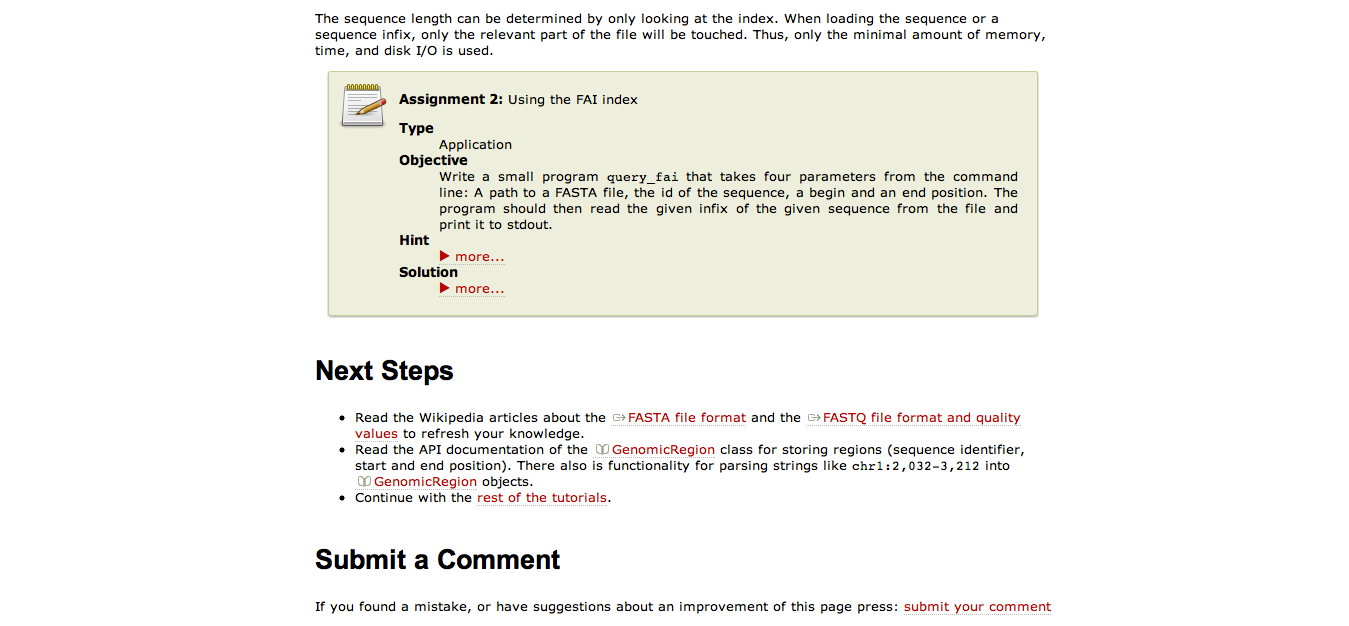 The sequence length can be determined by only looking at the index. When loading the sequence or a
sequence infix, only the relevant part of the file will be touched. Thus, only the minimal amount of memory,
time, and disk I/O is used.
Assignment 2: Using the FAI index
Type
Application
Objective
Write a small program query_fai that takes four parameters from the command
line: A path to a FASTA file, the id of the sequence, a begin and an end position. The
program should then read the given infix of the given sequence from the file and
print it to stdout.
Hint
more...
Solution
more...
Next Steps
Read the Wikipedia articles about the FASTA file format and the FASTQ file format and quality
values to refresh your knowledge.
Read the API documentation of the GenomicRegion class for storing regions (sequence identifier,
start and end position). There also is functionality for parsing strings like chr1:2,032-3,212 into
GenomicRegion objects.
Continue with the rest of the tutorials.
Submit a Comment
If you found a mistake, or have suggestions about an improvement of this page press: submit your comment